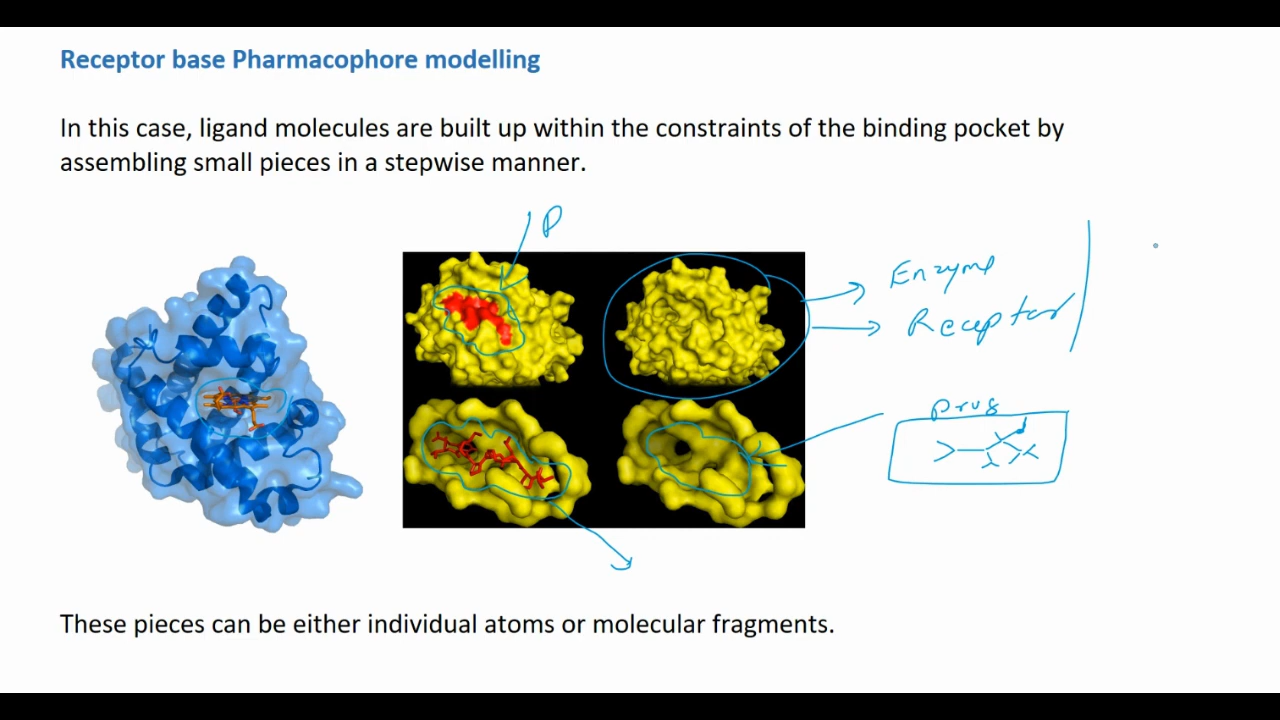 Receptor base Pharmacophore modelling
In this case, ligand molecules are built up within the constraints of the binding pocket by
assembling small pieces in a stepwise manner.
P
Enzyme
Receptor
Drug
These pieces can be either individual atoms or molecular fragments.